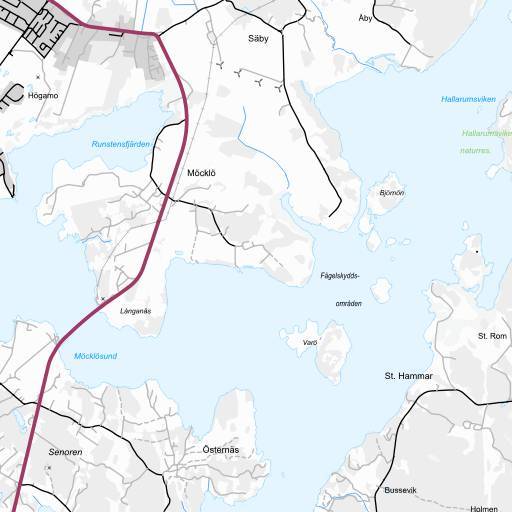 Åby
Säby
Högamo
Hallarumsviken
Hallarumsviken
naturres.
Runstensfjärden
Möcklö
Björnön
Fågelskydds-
områden
Långanäs
St. Rom
Varö
Möcklösund
St. Hammar
Senoren
Östernäs
Bussevik
Holmen